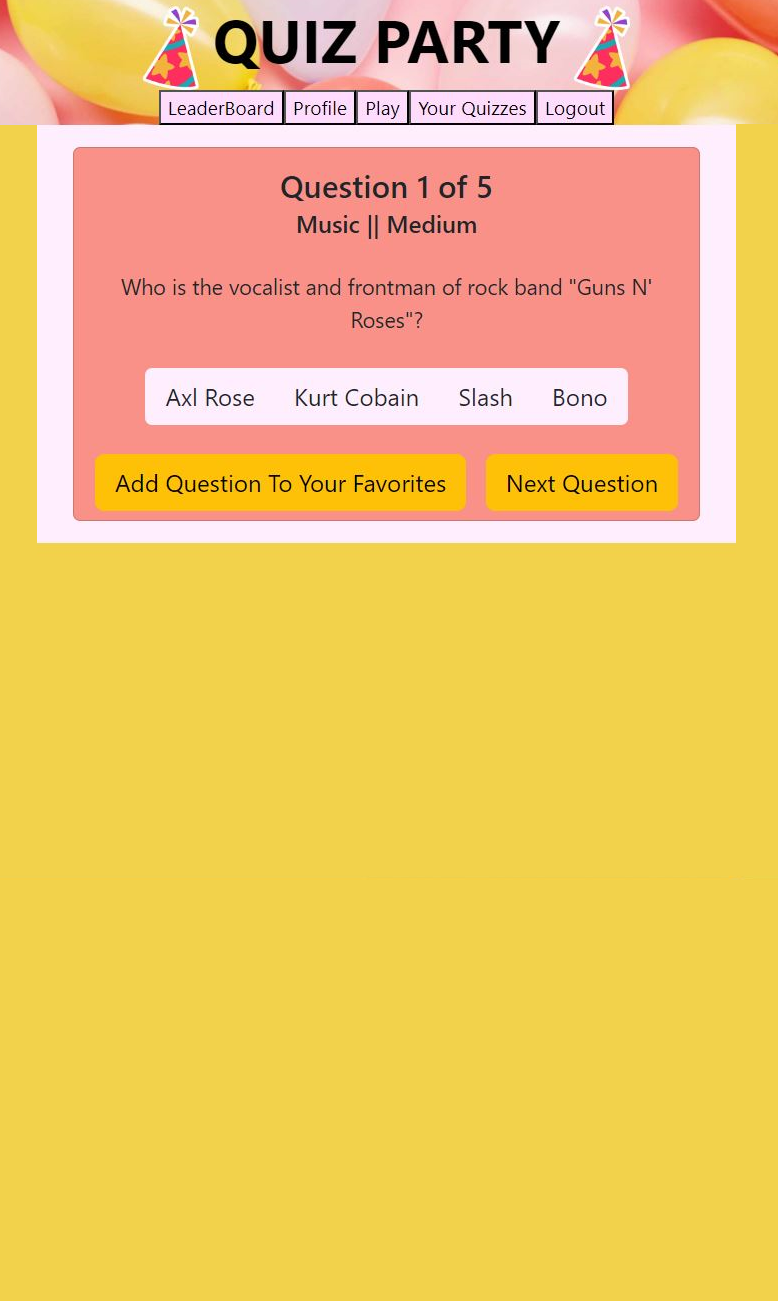 QUIZ PARTY
LeaderBoard Profile Play Your Quizzes Logout
Question 1 of 5
Music || Medium
Who is the vocalist and frontman of rock band "Guns N'
Roses"?
Axl Rose Kurt Cobain Slash Bono
Add Question To Your Favorites Next Question